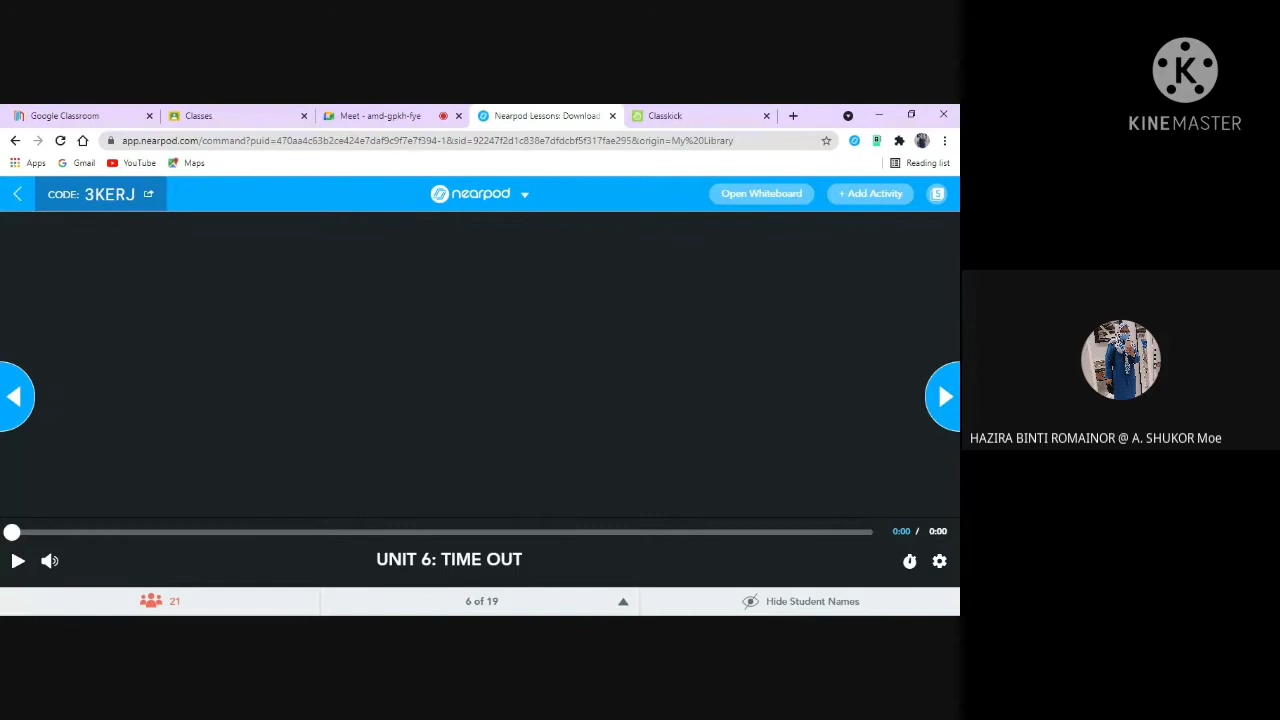 KINEMASTER
Google Classroom
Classes
Meet - amd-gpkh-fye
Nearpod Lessons: Download
Classkick
app.nearpod.com/command?puid=470aa4c63b2ce424e7daf9c9f7e7f394-1&sid=92247f2d1c838e7dfdcbf5f317fae295&origin=My%20Library
Apps
Gmail
YouTube
Maps
Reading list
CODE: 3KERJ
nearpod
Open Whiteboard
+ Add Activity
HAZIRA BINTI ROMAINOR @ A. SHUKOR Moe
0:00 / 0:00
UNIT 6: TIME OUT
21
6 of 19
Hide Student Names